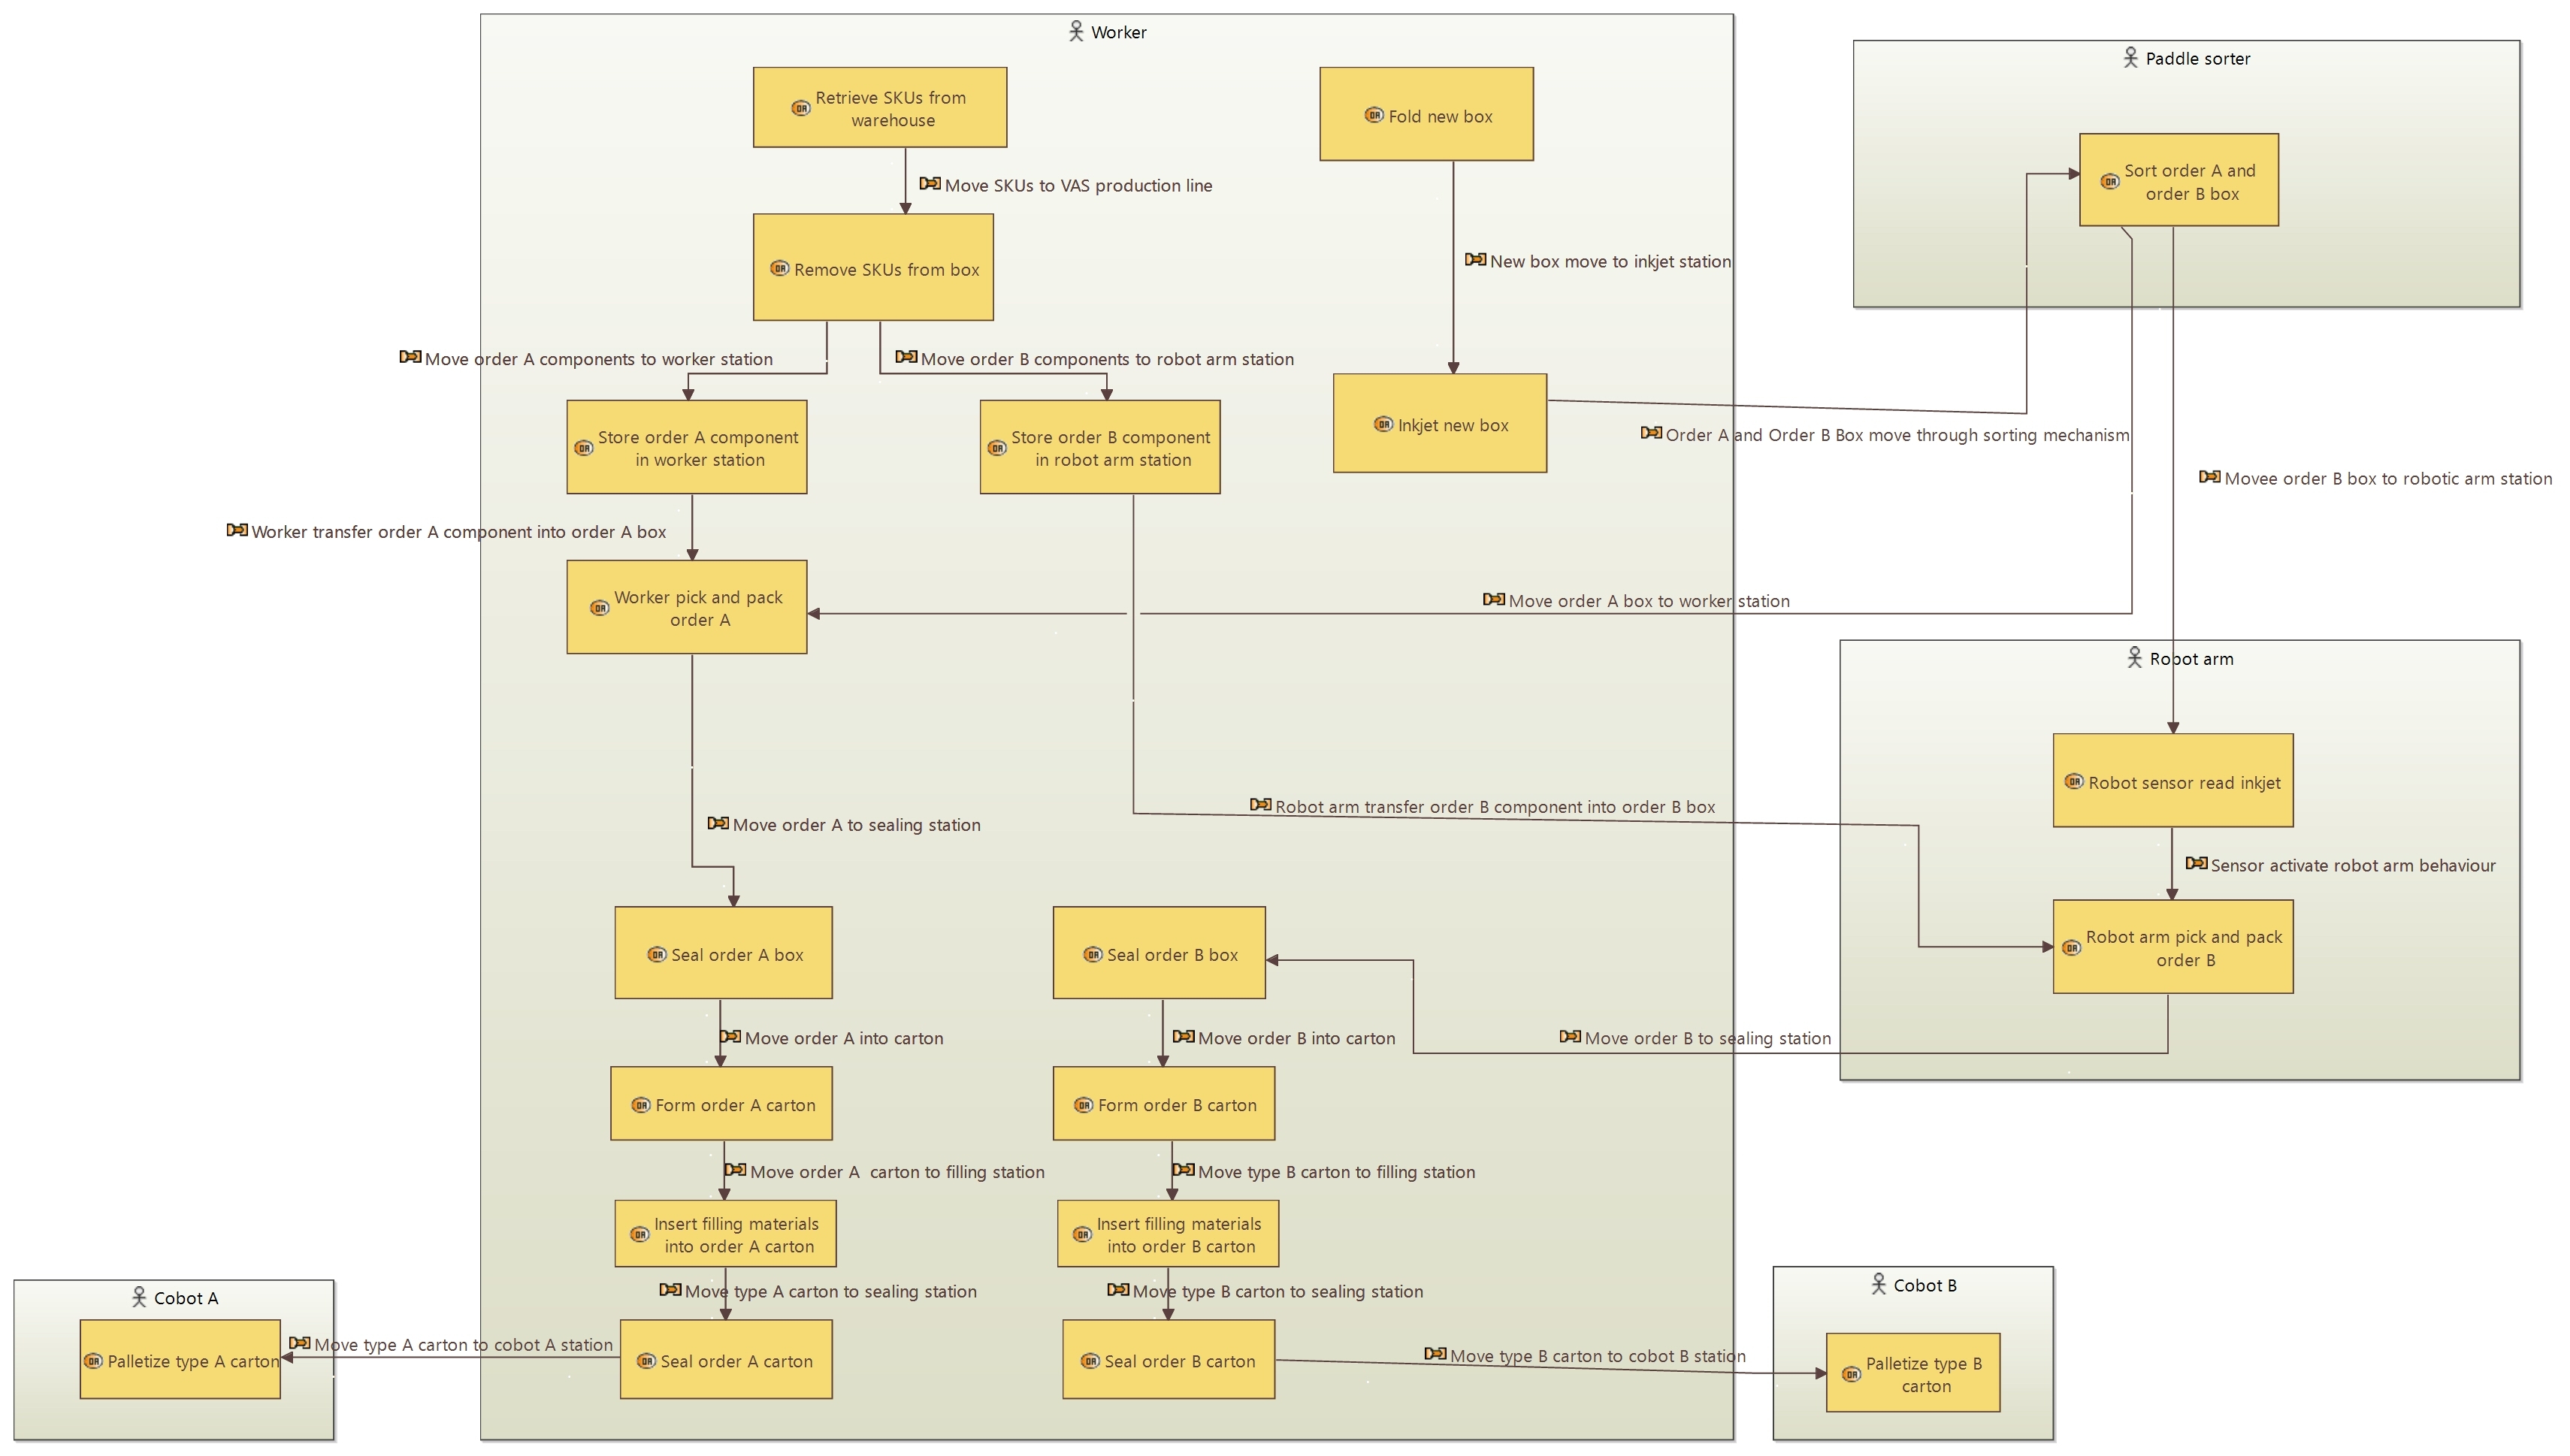 Worker
Paddle sorter
Retrieve SKUs from
warehouse
Fold new box
Sort order A and
order B box
Move SKUs to VAS production line
Remove SKUs from box
New box move to inkjet station
Move order A components to worker station
Move order B components to robot arm station
Store order A component
in worker station
Store order B component
in robot arm station
Inkjet new box
Order A and Order B Box move through sorting mechanism
Movee order B box to robotic arm station
Worker transfer order A component into order A box
Worker pick and pack
order A
Move order A box to worker station
Robot arm
Robot sensor read inkjet
Robot arm transfer order B component into order B box
Move order A to sealing station
Sensor activate robot arm behaviour
Robot arm pick and pack
order B
Seal order A box
Seal order B box
Move order A into carton
Move order B into carton
Move order B to sealing station
Form order A carton
Form order B carton
Move order A  carton to filling station
Move type B carton to filling station
Insert filling materials
into order A carton
Insert filling materials
into order B carton
Move type A carton to sealing station
Move type B carton to sealing station
Cobot A
Cobot B
Palletize type A carton
Move type A carton to cobot A station
Seal order A carton
Seal order B carton
Move type B carton to cobot B station
Palletize type B
carton